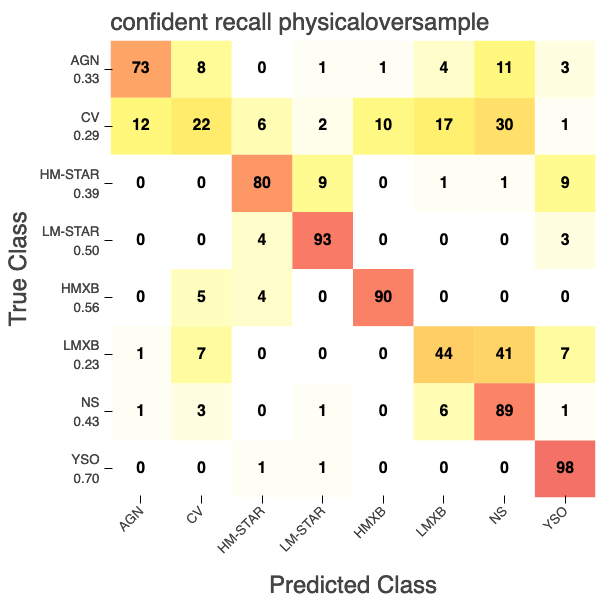 confident recall physicaloversample
AGN
0.33
73 8 0 1 1 4 11 3
CV
0.29
12 22 6 2 10 17 30 1
HM-STAR
0.39
0 0 80 9 0 1 1 9
LM-STAR
0.50
0 0 4 93 0 0 0 3
HMXB
0.56
0 5 4 0 90 0 0 0
LMXB
0.23
1 7 0 0 0 44 41 7
NS
0.43
1 3 0 1 0 6 89 1
YSO
0.70
0 0 1 1 0 0 0 98
True Class
AGN CV HM-STAR LM-STAR HMXB LMXB NS YSO
Predicted Class